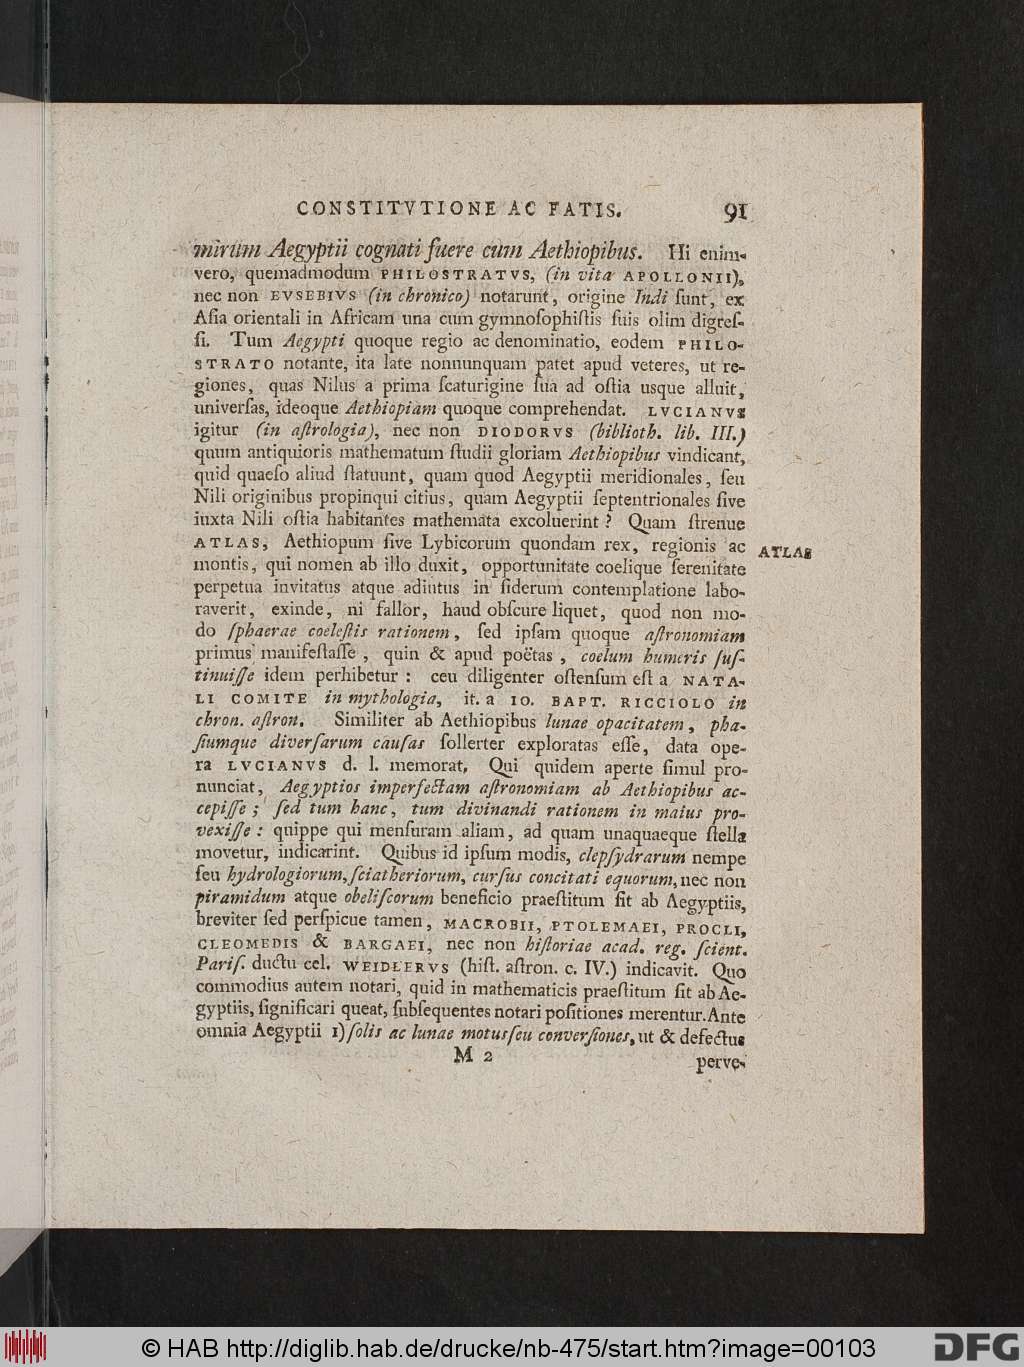 CONSTITVTIONE AC FATIS. 91
mirum Aegyptii cognati fuere cum Aethiopibus. Hi enim-
vero, quemadmodum PHILOSTRATVS, (in vita APOLLONII),
nec non EVSEBIVS (in chronico) notarunt, origine Indi ſunt, ex
Aſia orientali in Africam una cum gymnoſophiſtis ſuis olim digreſ-
ſi. Tum Aegypti quoque regio ac denominatio, eodem PHILO-
STRATO notante, ita late nonnunquam patet apud veteres, ut re-
giones, quas Nilus a prima ſcaturigine ſua ad oſtia usque alluit,
univerſas, ideoque Aethiopiam quoque comprehendat. LVCIANVS
igitur (in aſtrologia), nec non DIODORVS (biblioth. lib. III.)
quum antiquioris mathematum ſtudii gloriam Aethiopibus vindicant,
quid quaeſo aliud ſtatuunt, quam quod Aegyptii meridionales, ſeu
Nili originibus propinqui citius, quam Aegyptii ſeptentrionales ſive
iuxta Nili oſtia habitantes mathemata excoluerint? Quam ſtrenue
ATLAS, Aethiopum ſive Lybicorum quondam rex, regionis ac
ATLAS
montis, qui nomen ab illo duxit, opportunitate coelique ſerenitate
perpetua invitatus atque adiutus in ſiderum contemplatione labo-
raverit, exinde, ni fallor, haud obſcure liquet, quod non mo-
do ſphaerae coeleſtis rationem, ſed ipſam quoque aſtronomiam
primus manifeſtaſſe, quin & apud poëtas, coelum humeris ſuſ-
tinuiſſe idem perhibetur: ceu diligenter oſtenſum eſt a NATA-
LI COMITE in mythologia, it. a IO. BAPT. RICCIOLO in
chron. aſtron. Similiter ab Aethiopibus lunae opacitatem, pha-
ſiumque diverſarum cauſas ſollerter exploratas eſſe, data ope-
ra LVCIANVS d. l. memorat. Qui quidem aperte ſimul pro-
nunciat, Aegyptios imperfectam aſtronomiam ab Aethiopibus ac-
cepiſſe; ſed tum hanc, tum divinandi rationem in maius pro-
vexiſſe: quippe qui menſuram aliam, ad quam unaquaeque ſtella
movetur, indicarint. Quibus id ipſum modis, clepſydrarum nempe
ſeu hydrologiorum, ſciatheriorum, curſus concitati equorum, nec non
piramidum atque obeliſcorum beneficio praeſtitum ſit ab Aegyptiis,
breviter ſed perſpicue tamen, MACROBII, PTOLEMAEI, PROCLI,
CLEOMEDIS & BARGAEI, nec non hiſtoriae acad. reg. ſcient.
Pariſ. ductu cel. WEIDLERVS (hiſt. aſtron. c. IV.) indicavit. Quo
commodius autem notari, quid in mathematicis praeſtitum ſit ab Ae-
gyptiis, ſignificari queat, ſubſequentes notari poſitiones merentur. Ante
omnia Aegyptii 1) ſolis ac lunae motus ſeu converſiones, ut & defectus
M 2
perve-
© HAB http://diglib.hab.de/drucke/nb-475/start.htm?image=00103
DFG